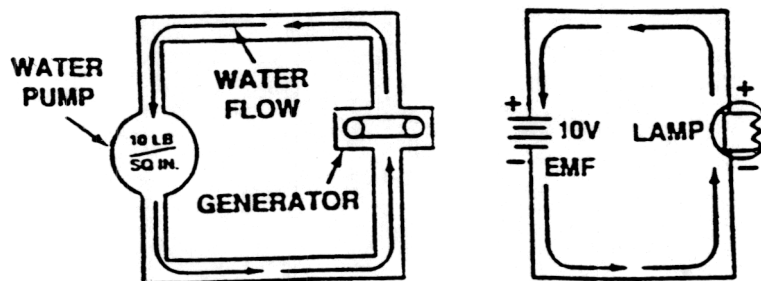 WATER
PUMP
WATER
FLOW
10 LB
SQ IN.
GENERATOR
+
10V
-
EMF
LAMP
+
-